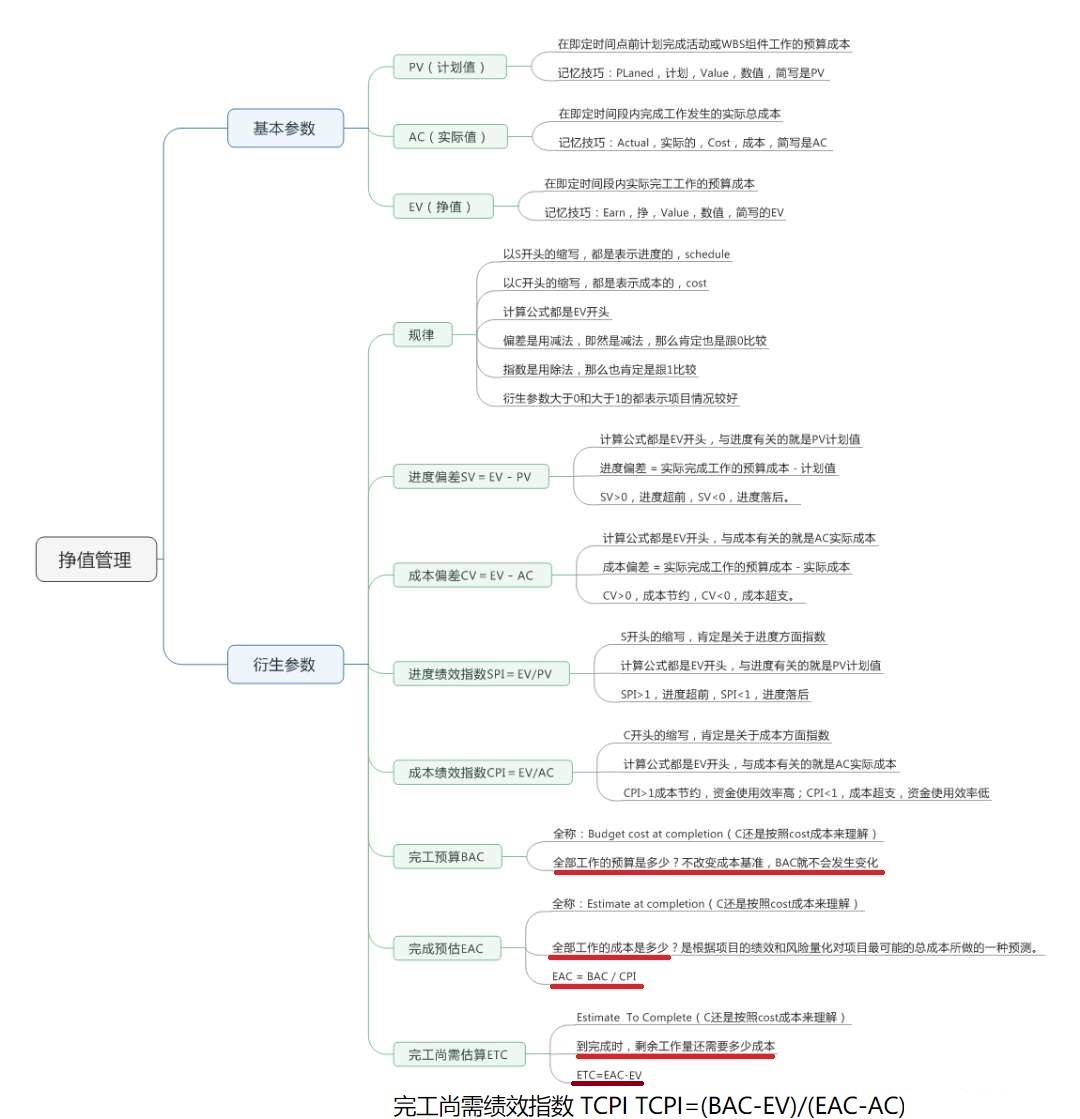 挣值管理
基本参数
PV（计划值）
在即定时间点前计划完成活动或WBS组件工作的预算成本
记忆技巧：PLaned，计划，Value，数值，简写是PV
AC（实际值）
在即定时间段内完成工作发生的实际总成本
记忆技巧：Actual，实际的，Cost，成本，简写是AC
EV（挣值）
在即定时间段内实际完工工作的预算成本
记忆技巧：Earn，挣，Value，数值，简写的EV
衍生参数
规律
以S开头的缩写，都是表示进度的，schedule
以C开头的缩写，都是表示成本的，cost
计算公式都是EV开头
偏差是用减法，即然是减法，那么肯定也是跟0比较
指数是用除法，那么也肯定是跟1比较
衍生参数大于0和大于1的都表示项目情况较好
进度偏差SV = EV - PV
计算公式都是EV开头，与进度有关的就是PV计划值
进度偏差 = 实际完成工作的预算成本 - 计划值
SV>0，进度超前，SV<0，进度落后。
成本偏差CV = EV - AC
计算公式都是EV开头，与成本有关的就是AC实际成本
成本偏差 = 实际完成工作的预算成本 - 实际成本
CV>0，成本节约，CV<0，成本超支。
进度绩效指数SPI = EV/PV
S开头的缩写，肯定是关于进度方面指数
计算公式都是EV开头，与进度有关的就是PV计划值
SPI>1，进度超前，SPI<1，进度落后
成本绩效指数CPI = EV/AC
C开头的缩写，肯定是关于成本方面指数
计算公式都是EV开头，与成本有关的就是AC实际成本
CPI>1成本节约，资金使用效率高；CPI<1，成本超支，资金使用效率低
完工预算BAC
全称：Budget cost at completion（C还是按照cost成本来理解）
全部工作的预算是多少？不改变成本基准，BAC就不会发生变化
完成预估EAC
全称：Estimate at completion（C还是按照cost成本来理解）
全部工作的成本是多少？是根据项目的绩效和风险量化对项目最可能的总成本所做的一种预测。
EAC = BAC / CPI
完工尚需估算ETC
Estimate To Complete（C还是按照cost成本来理解）
到完成时，剩余工作量还需要多少成本
ETC=EAC-EV
完工尚需绩效指数 TCPI TCPI=(BAC-EV)/(EAC-AC)